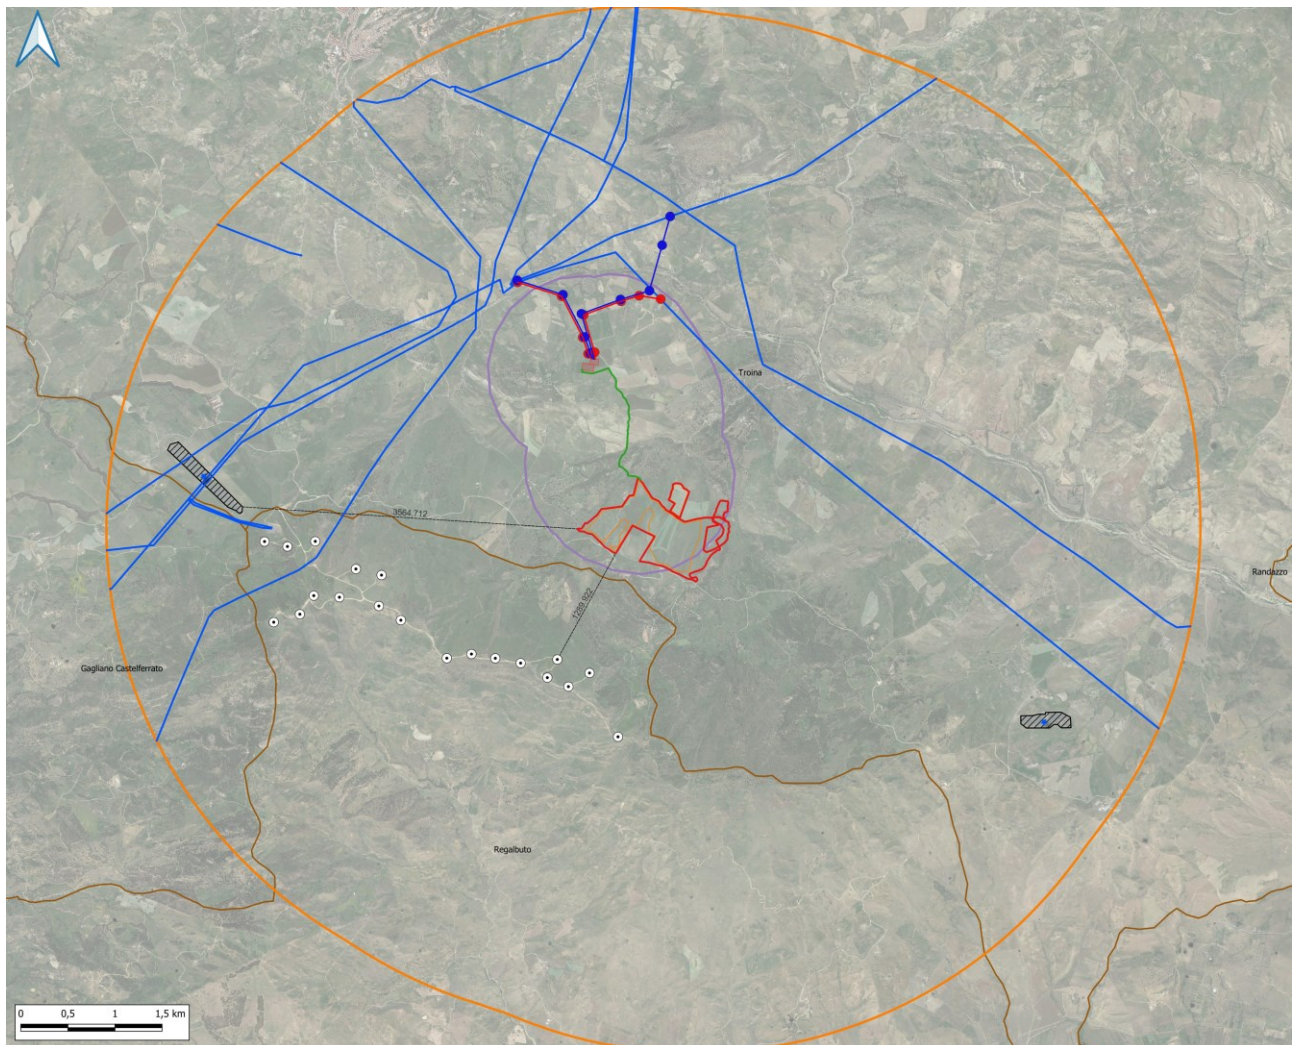 Troina
3564.712
Randazzo
1289.922
Gagliano Castelferrato
Regalbuto
0 0,5 1 1,5 km